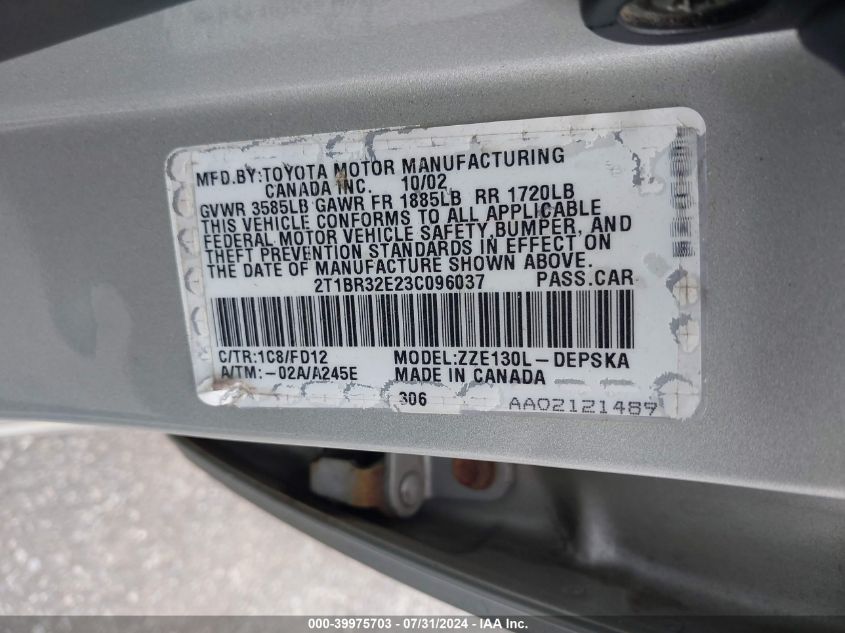 MFD.BY:TOYOTA MOTOR MANUFACTURING
CANADA INC. 10/02
GVWR 3585LB GAWR FR 1885LB RR 1720LB
THIS VEHICLE CONFORMS TO ALL APPLICABLE
FEDERAL MOTOR VEHICLE SAFETY,BUMPER, AND
THEFT PREVENTION STANDARDS IN EFFECT ON
THE DATE OF MANUFACTURE SHOWN ABOVE.
2T1BR32E23C096037 PASS.CAR
C/TR:1C8/FD12 MODEL:ZZE130L-DEPSKA
A/TM:-02A/A245E MADE IN CANADA
306 AA02121489
000-39975703 - 07/31/2024 - IAA Inc.